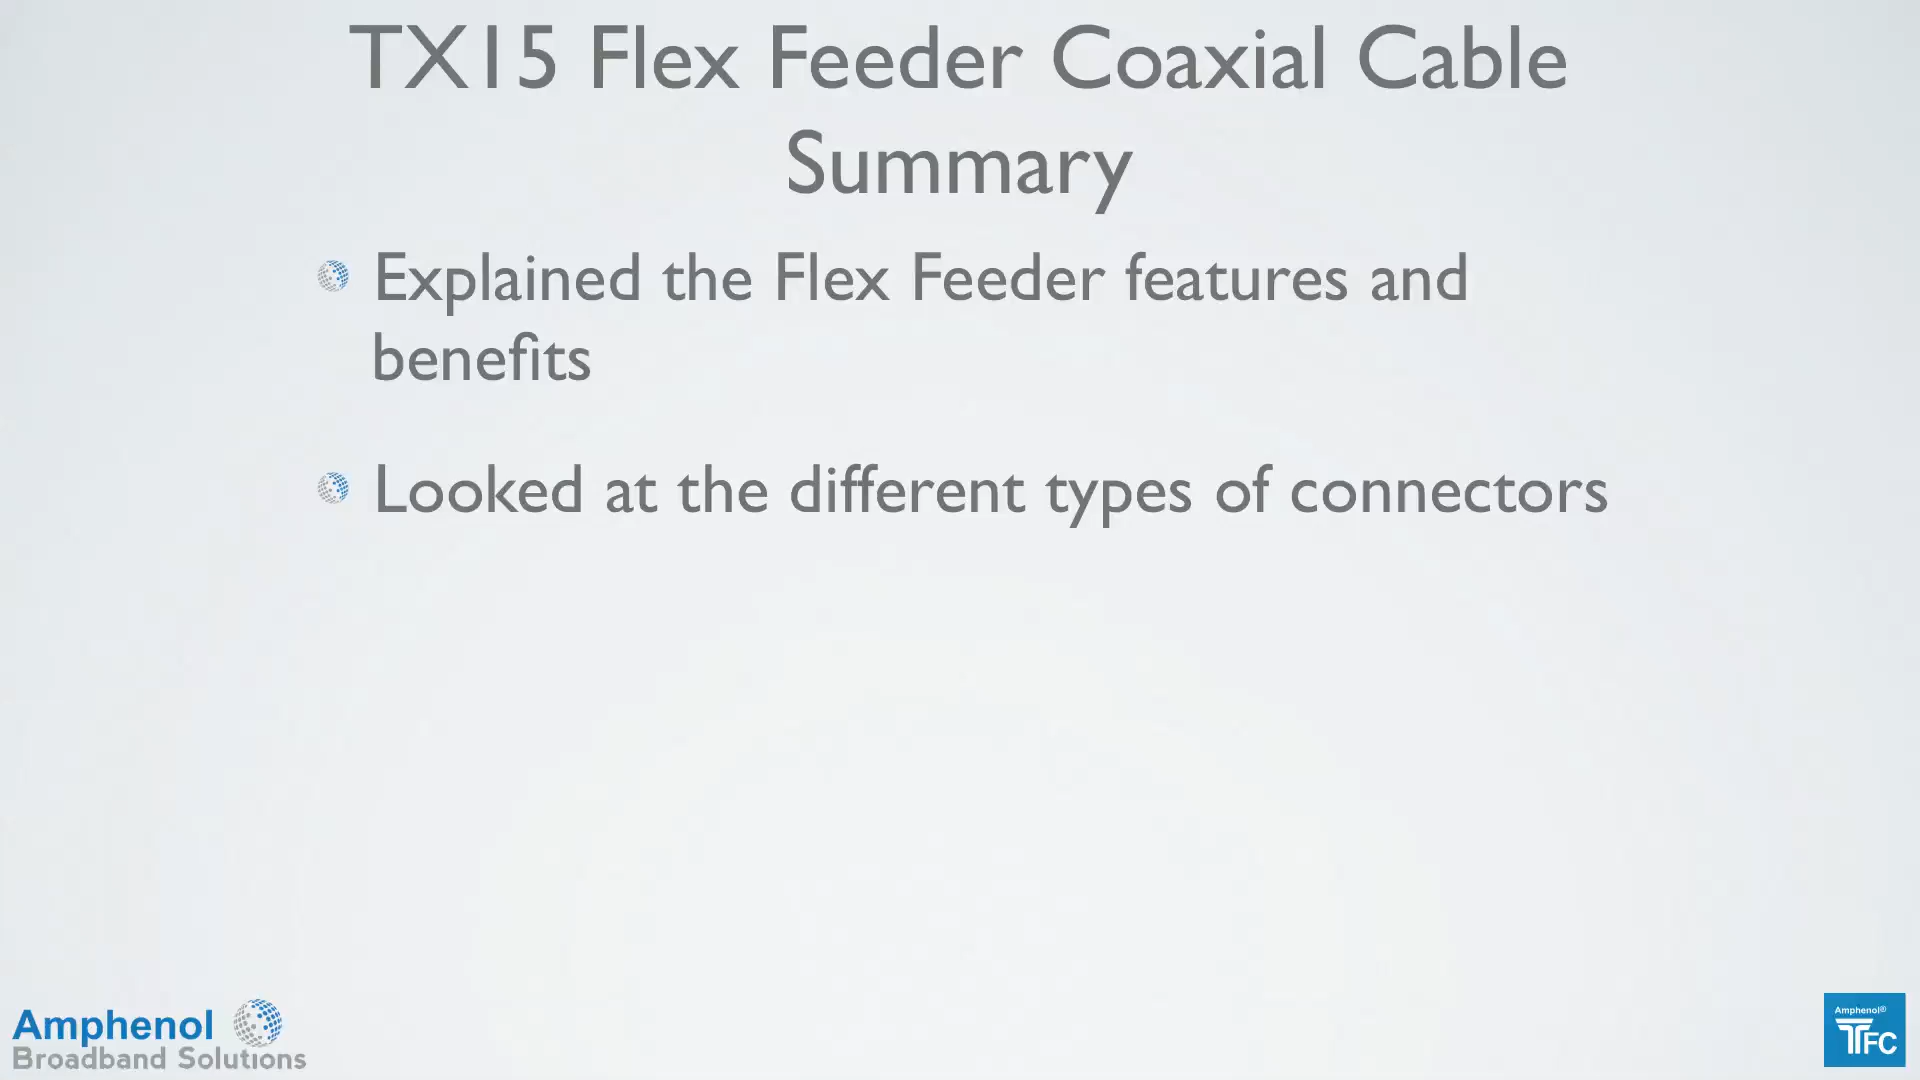 TX15 Flex Feeder Coaxial Cable
Summary
Explained the Flex Feeder features and
benefits
Looked at the different types of connectors
Amphenol
Broadband Solutions
Amphenol®
TFC